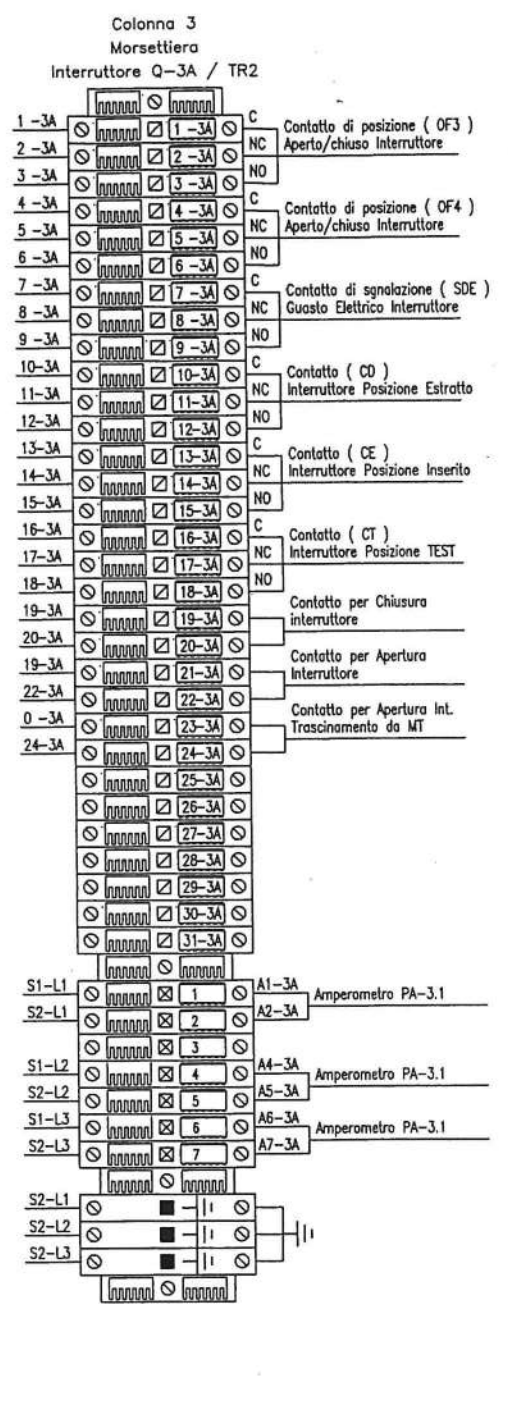 Colonna 3
Morsettiera
Interruttore Q-3A / TR2
1 -3A 1 -3A C
Contatto di posizione ( OF3 )
Aperto/chiuso Interruttore
2 -3A 2 -3A NC
3 -3A 3 -3A NO
4 -3A 4 -3A C
Contatto di posizione ( OF4 )
Aperto/chiuso Interruttore
5 -3A 5 -3A NC
6 -3A 6 -3A NO
7 -3A 7 -3A C
Contatto di sgnalazione ( SDE )
Guasto Elettrico Interruttore
8 -3A 8 -3A NC
9 -3A 9 -3A NO
10-3A 10-3A C
Contatto ( CD )
Interruttore Posizione Estratto
11-3A 11-3A NC
12-3A 12-3A NO
13-3A 13-3A C
Contatto ( CE )
Interruttore Posizione Inserito
14-3A 14-3A NC
15-3A 15-3A NO
16-3A 16-3A C
Contatto ( CT )
Interruttore Posizione TEST
17-3A 17-3A NC
18-3A 18-3A NO
19-3A 19-3A
Contatto per Chiusura
interruttore
20-3A 20-3A
19-3A 21-3A
Contatto per Apertura
Interruttore
22-3A 22-3A
0 -3A 23-3A
Contatto per Apertura Int.
Trascinamento da MT
24-3A 24-3A
25-3A
26-3A
27-3A
28-3A
29-3A
30-3A
31-3A
S1-L1 1 A1-3A
Amperometro PA-3.1
S2-L1 2 A2-3A
3
S1-L2 4 A4-3A
Amperometro PA-3.1
S2-L2 5 A5-3A
S1-L3 6 A6-3A
Amperometro PA-3.1
S2-L3 7 A7-3A
S2-L1
S2-L2
S2-L3